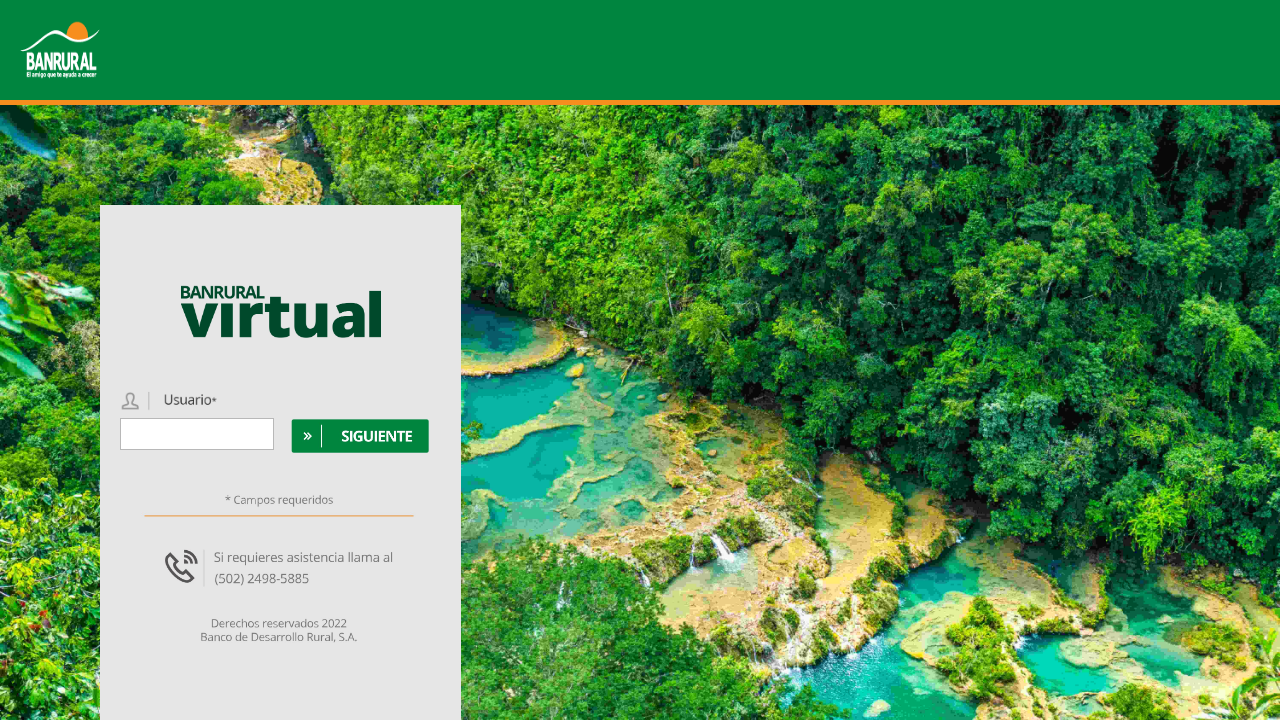 BANRURAL
El amigo que te ayuda a crecer
BANRURAL
virtual
Usuario*
» SIGUIENTE
* Campos requeridos
Si requieres asistencia llama al
(502) 2498-5885
Derechos reservados 2022
Banco de Desarrollo Rural, S.A.